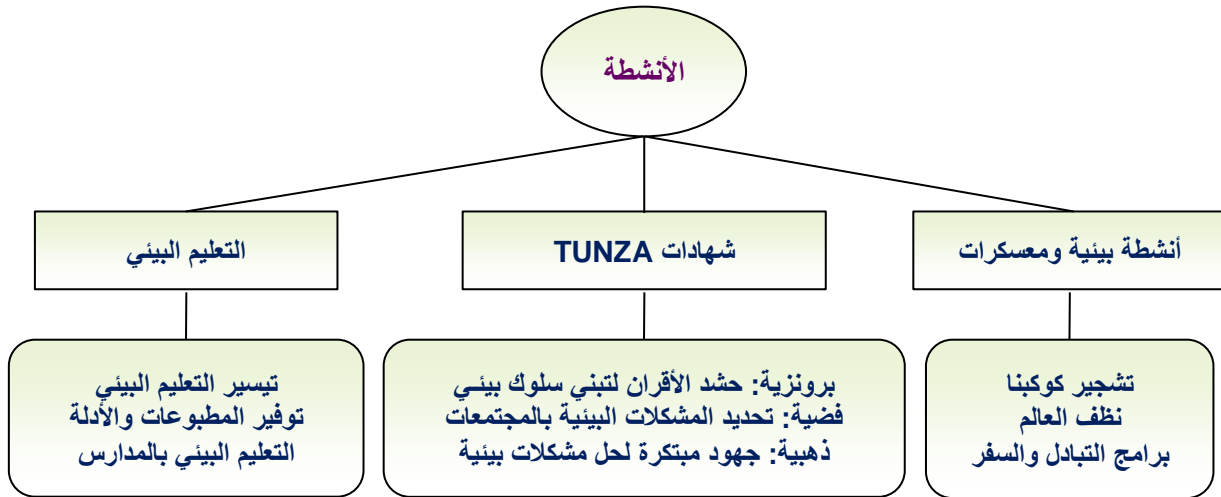 الأنشطة
أنشطة بيئية ومعسكرات
تشجير كوكبنا
نظف العالم
برامج التبادل والسفر
شهادات TUNZA
برونزية: حشد الأقران لتبني سلوك بيئي
فضية: تحديد المشكلات البيئية بالمجتمعات
ذهبية: جهود مبتكرة لحل مشكلات بيئية
التعليم البيئي
تيسير التعليم البيئي
توفير المطبوعات والأدلة
التعليم البيئي بالمدارس